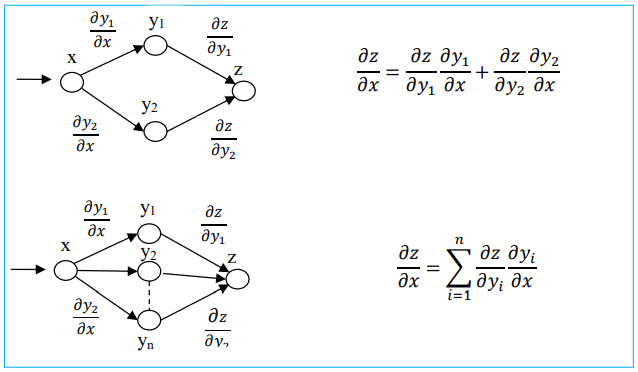 ∂y₁/∂x
y₁
∂z/∂y₁
x
z
y₂
∂y₂/∂x
∂z/∂y₂
∂z/∂x = ∂z/∂y₁ ∂y₁/∂x + ∂z/∂y₂ ∂y₂/∂x
∂y₁/∂x
y₁
∂z/∂y₁
x
y₂
z
∂y₂/∂x
∂z/∂y₂
yₙ
∂z/∂x = ∑ᵢ₌₁ⁿ ∂z/∂yᵢ ∂yᵢ/∂x